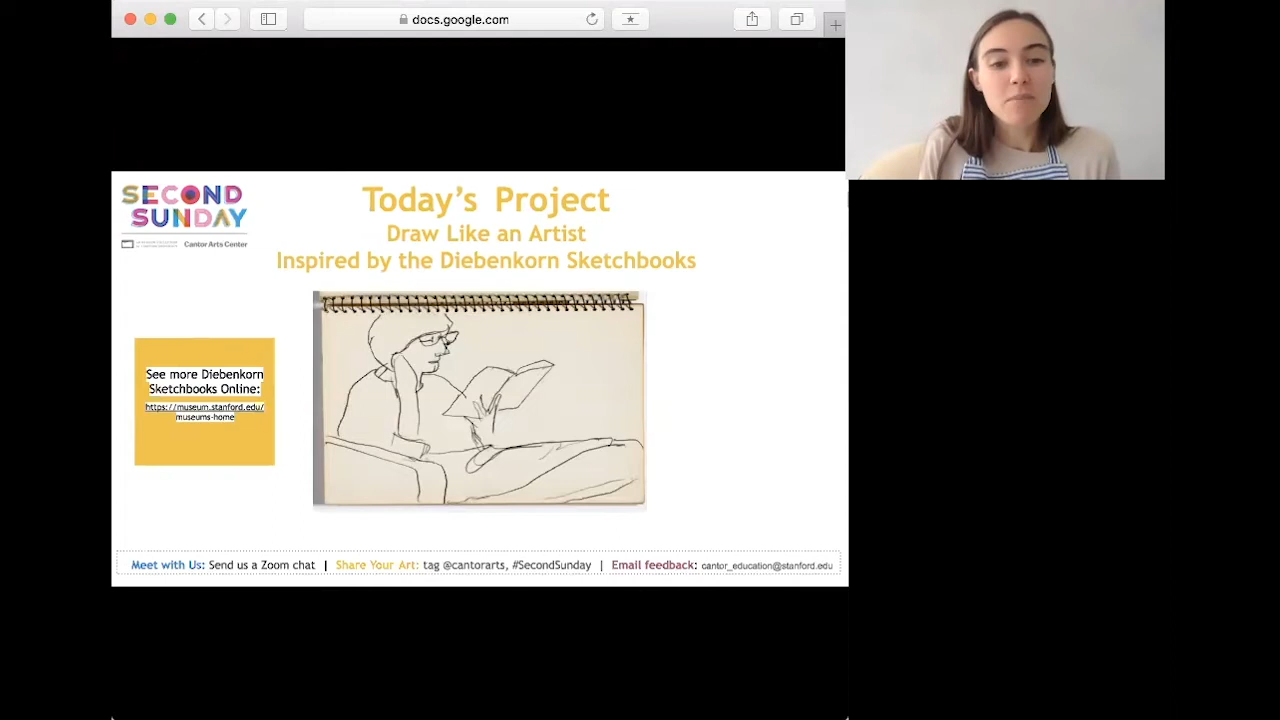 docs.google.com
SECOND
SUNDAY
Cantor Arts Center
Today's Project
Draw Like an Artist
Inspired by the Diebenkorn Sketchbooks
See more Diebenkorn
Sketchbooks Online:
https://museum.stanford.edu/
museums-home
Meet with Us: Send us a Zoom chat | Share Your Art: tag @cantorarts, #SecondSunday | Email feedback: cantor_education@stanford.edu